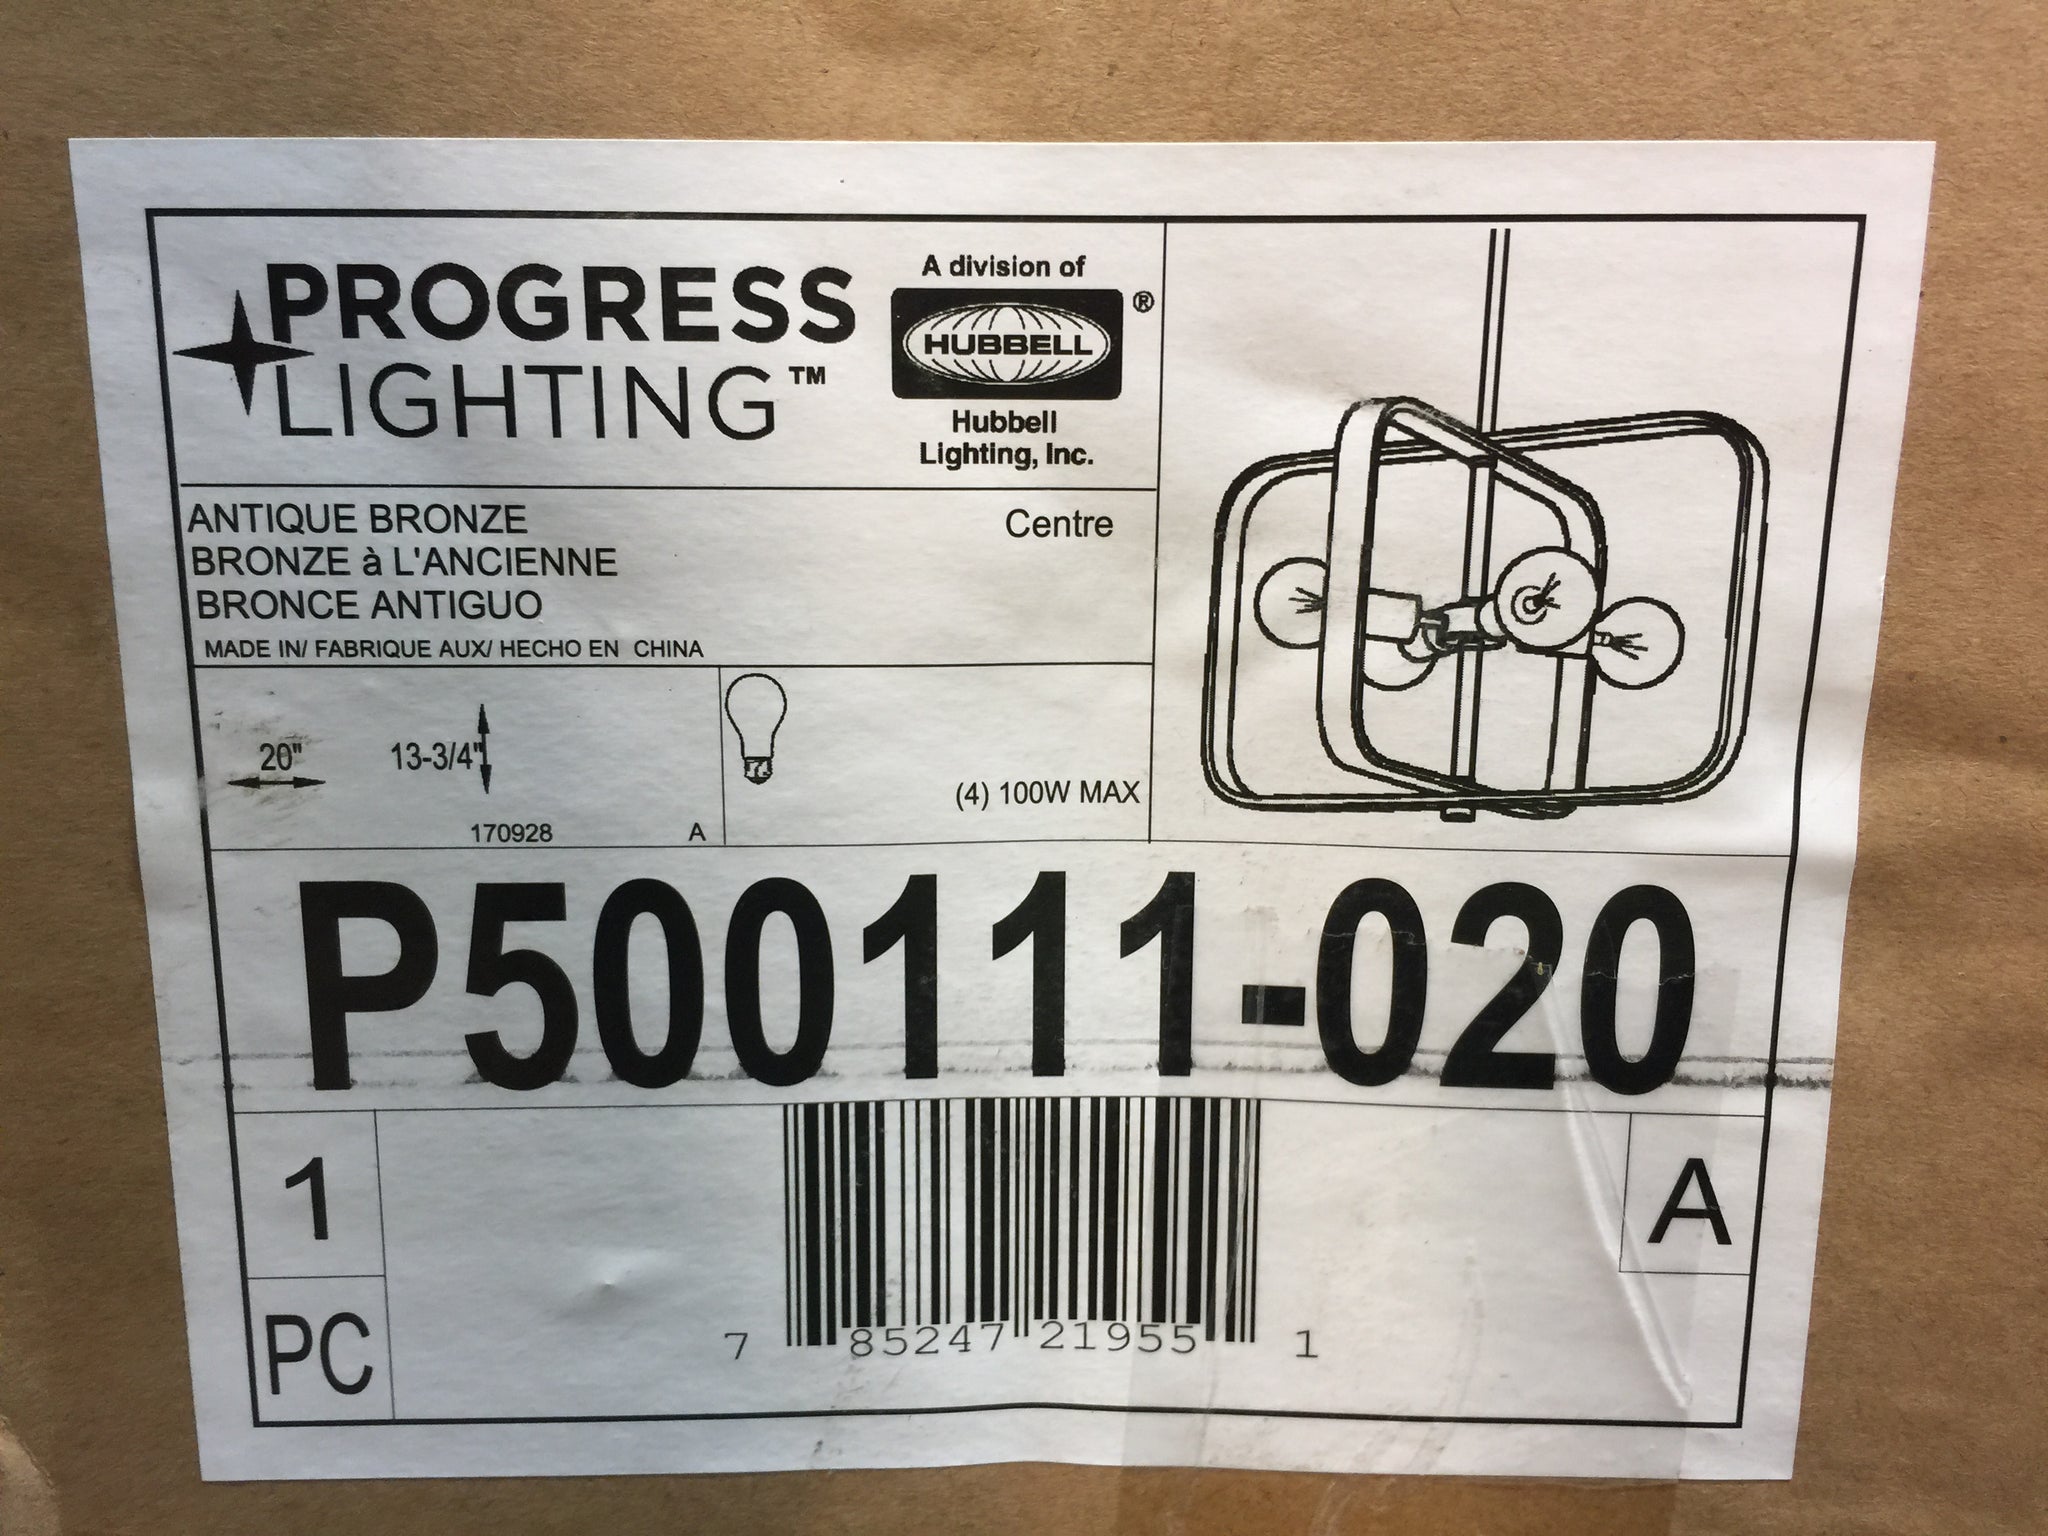 PROGRESS
LIGHTING™
A division of
HUBBELL®
Hubbell
Lighting, Inc.
ANTIQUE BRONZE
Centre
BRONZE à L'ANCIENNE
BRONCE ANTIGUO
MADE IN/ FABRIQUE AUX/ HECHO EN CHINA
20"
13-3/4"
(4) 100W MAX
170928
A
P500111-020
1
PC
7 85247 21955 1
A